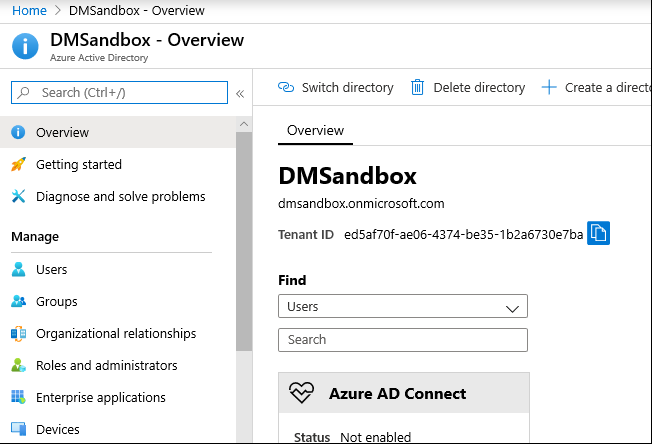 Home > DMSandbox - Overview
DMSandbox - Overview
Azure Active Directory
Search (Ctrl+/)
«
Overview
Getting started
Diagnose and solve problems
Manage
Users
Groups
Organizational relationships
Roles and administrators
Enterprise applications
Devices
Switch directory
Delete directory
Create a directo
Overview
DMSandbox
dmsandbox.onmicrosoft.com
Tenant ID ed5af70f-ae06-4374-be35-1b2a6730e7ba
Find
Users
Search
Azure AD Connect
Status Not enabled